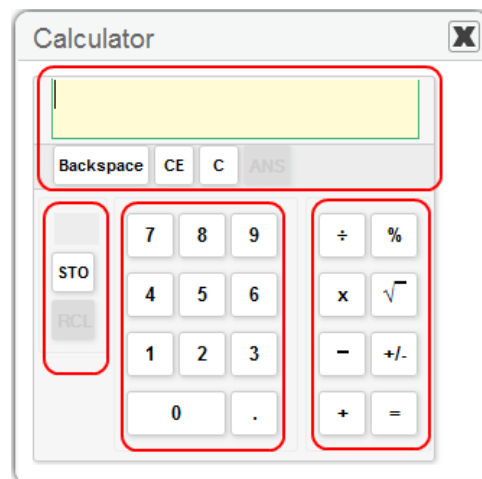 Calculator X
Backspace CE C ANS
7 8 9 ÷ %
STO
4 5 6 x √
RCL
1 2 3 − +/-
0 . + =